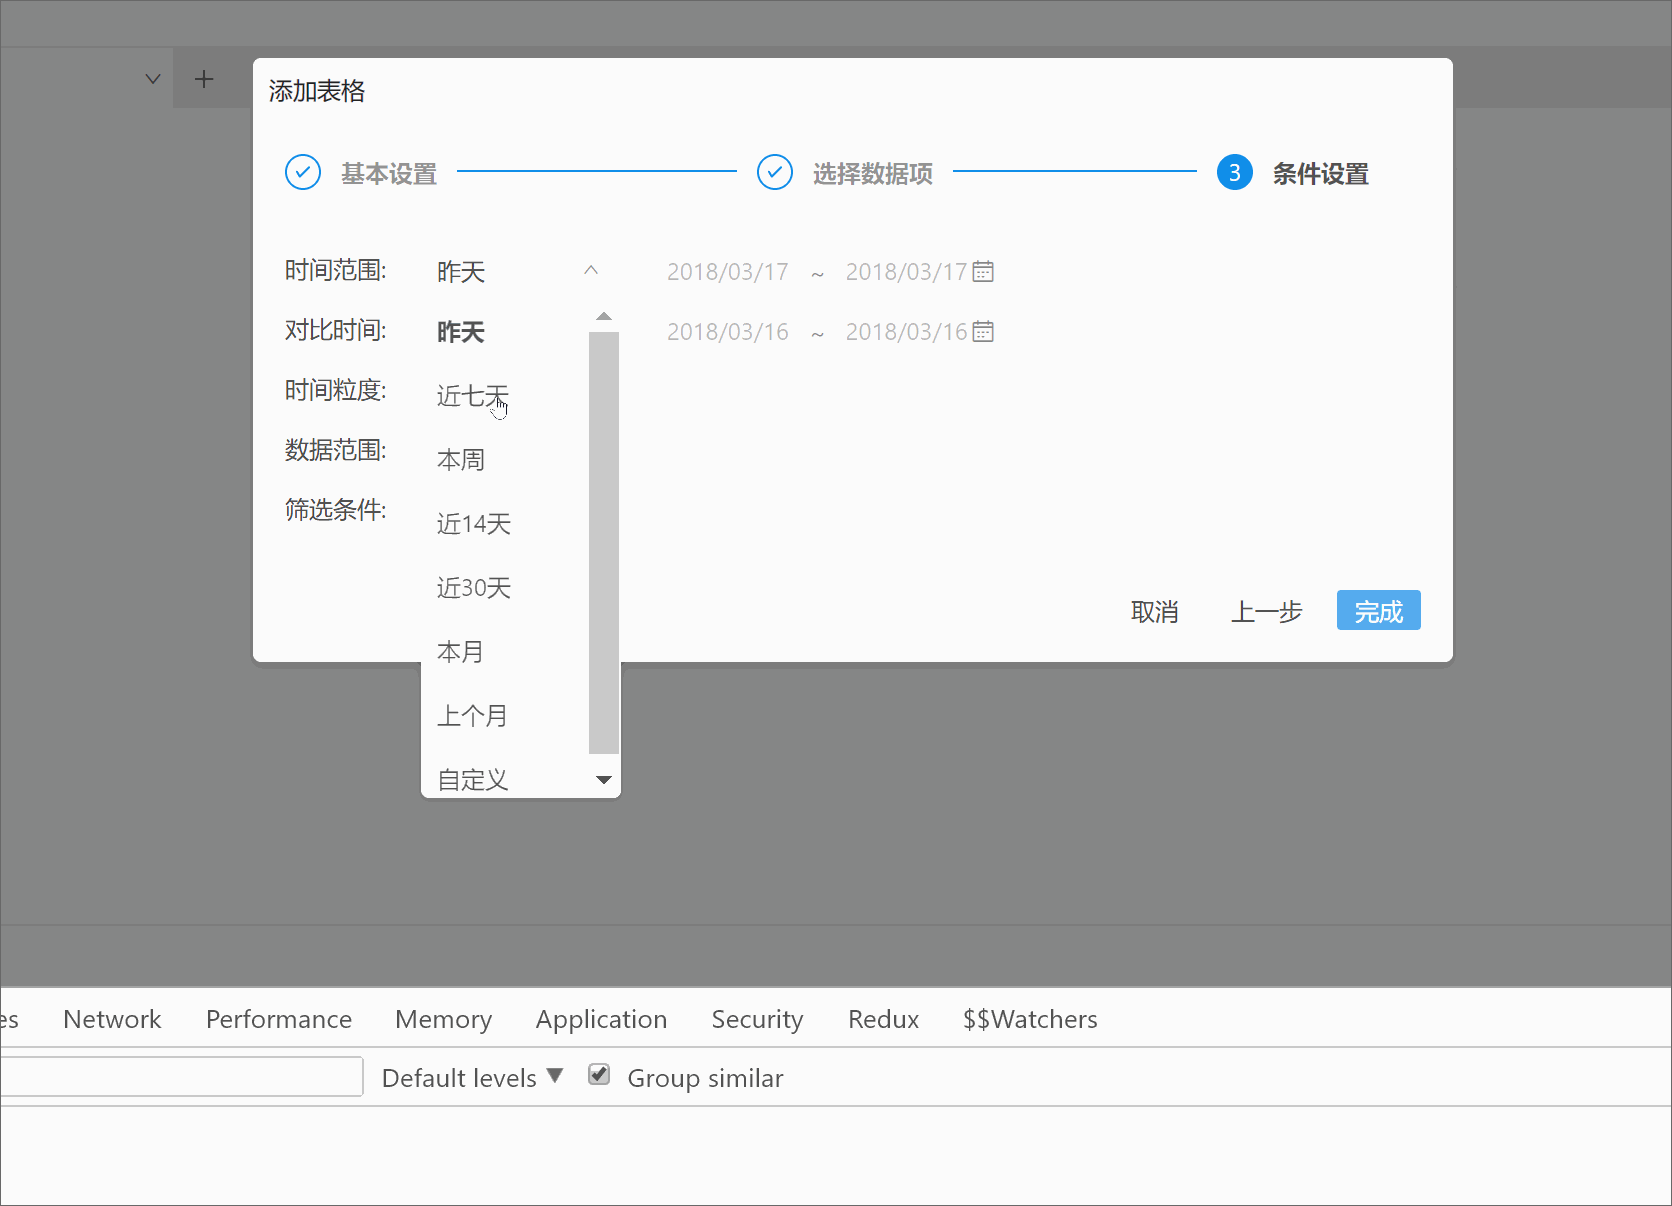 添加表格
基本设置 选择数据项 3 条件设置
时间范围: 昨天 2018/03/17 ~ 2018/03/17
对比时间: 昨天 2018/03/16 ~ 2018/03/16
时间粒度: 近七天
数据范围: 本周
筛选条件: 近14天
近30天
取消 上一步 完成
本月
上个月
自定义
es Network Performance Memory Application Security Redux $$Watchers
Default levels ▼ Group similar